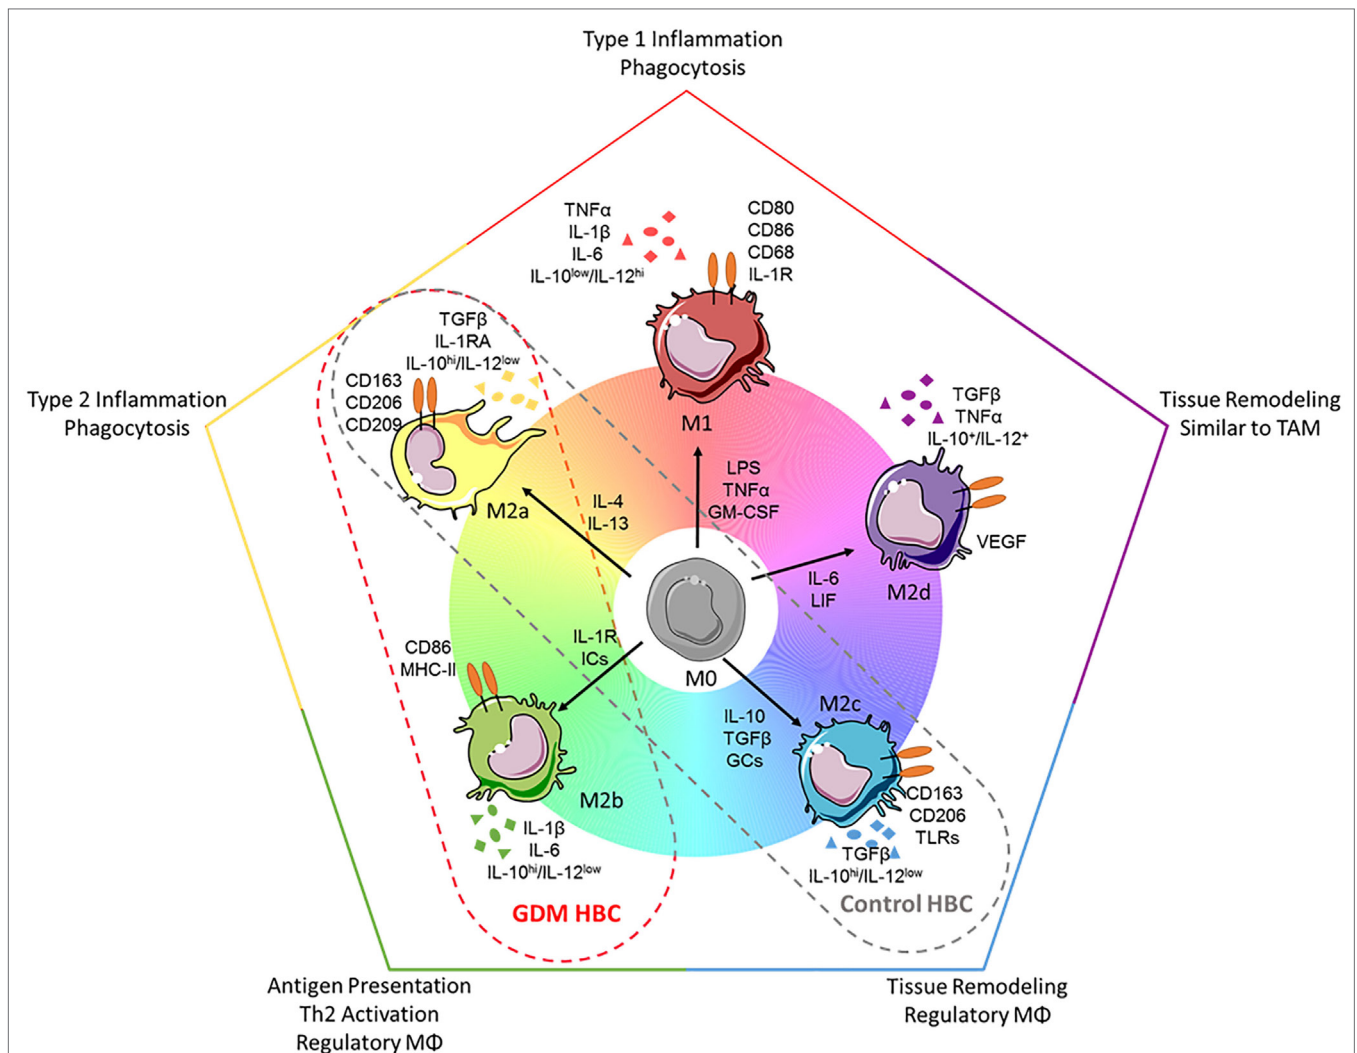 Type 1 Inflammation
Phagocytosis
TNFα
IL-1β
IL-6
IL-10low/IL-12hi
CD80
CD86
CD68
IL-1R
M1
LPS
TNFα
GM-CSF
TGFβ
IL-1RA
IL-10hi/IL-12low
CD163
CD206
CD209
M2a
IL-4
IL-13
Type 2 Inflammation
Phagocytosis
TGFβ
TNFα
IL-10+/IL-12+
VEGF
M2d
IL-6
LIF
Tissue Remodeling
Similar to TAM
M0
IL-1R
ICs
CD86
MHC-II
M2b
IL-1β
IL-6
IL-10hi/IL-12low
GDM HBC
IL-10
TGFβ
GCs
M2c
CD163
CD206
TLRs
TGFβ
IL-10hi/IL-12low
Control HBC
Antigen Presentation
Th2 Activation
Regulatory MΦ
Tissue Remodeling
Regulatory MΦ